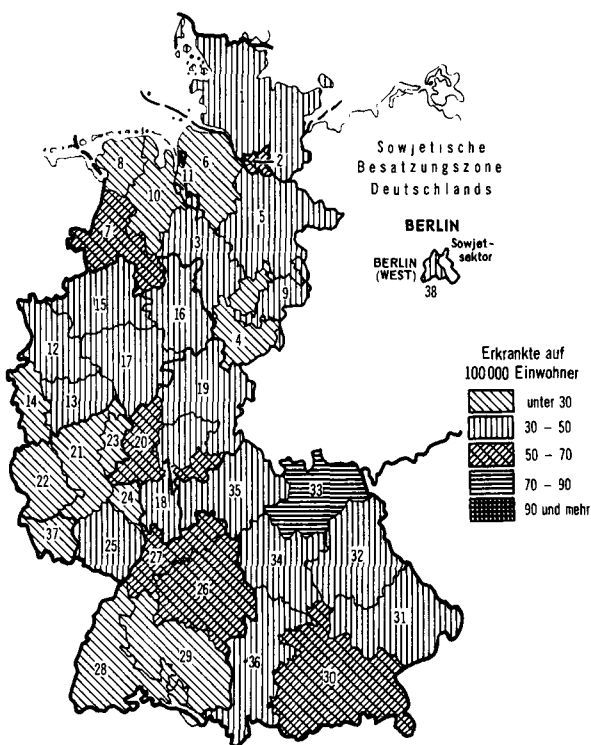 1
2
Sowjetische
Besatzungszone
Deutschlands
8
6
11
10
5
7
3
BERLIN
Sowjet-
sektor
BERLIN
(WEST)
38
9
15
16
4
12
17
Erkrankte auf
100 000 Einwohner
unter 30
30 – 50
50 – 70
70 – 90
90 und mehr
14
13
19
23
20
21
22
24
18
35
33
37
25
27
34
32
26
31
28
29
36
30